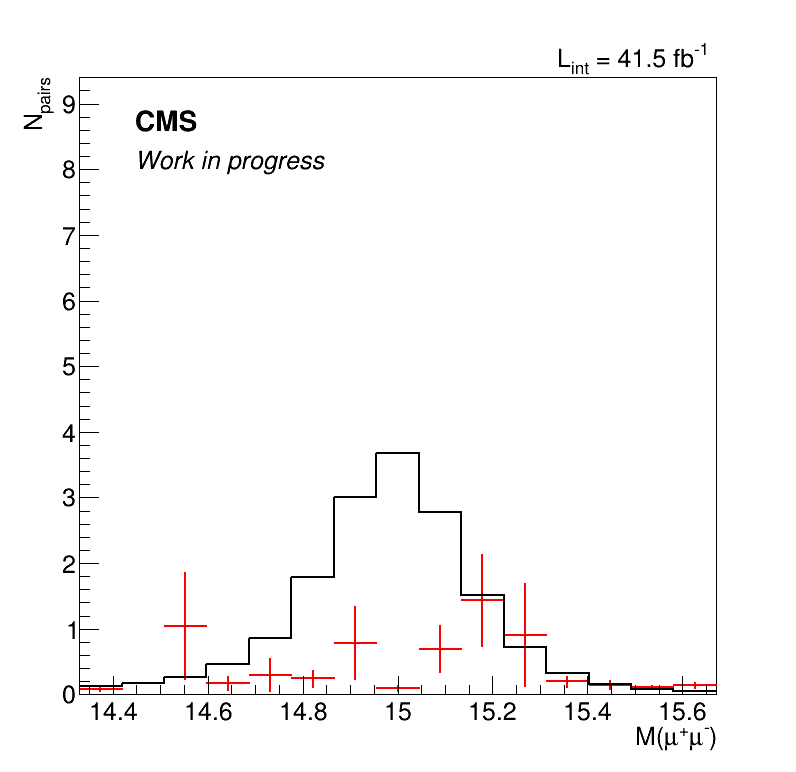 L_int = 41.5 fb^-1
N_pairs
CMS
Work in progress
9
8
7
6
5
4
3
2
1
0
14.4 14.6 14.8 15 15.2 15.4 15.6
M(μ⁺μ⁻)